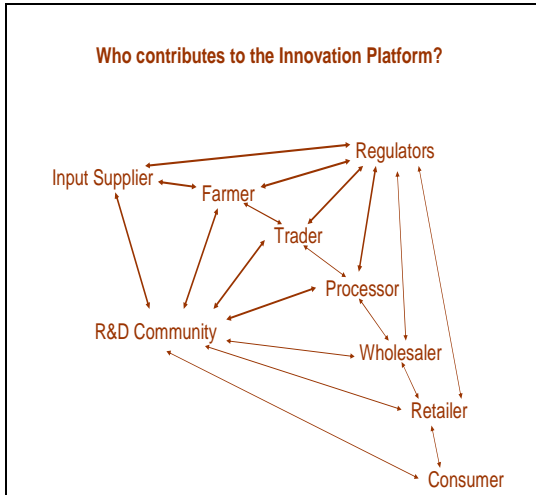 Who contributes to the Innovation Platform?
Regulators
Input Supplier
Farmer
Trader
Processor
R&D Community
Wholesaler
Retailer
Consumer